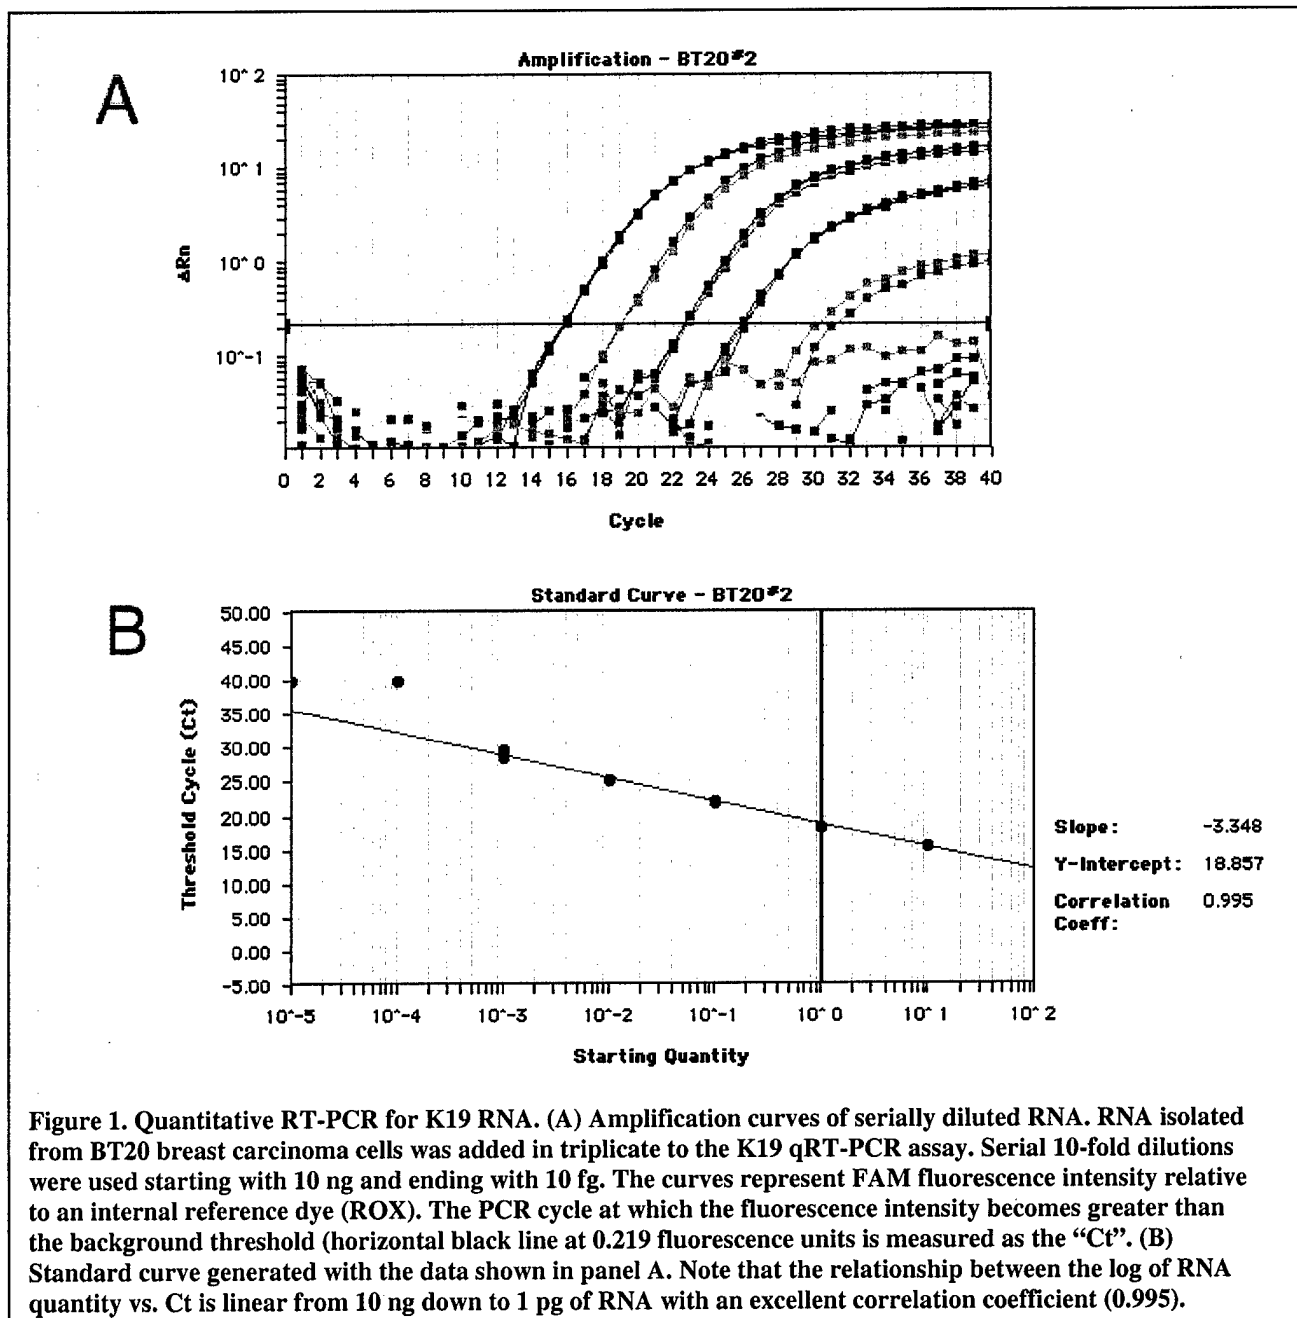 A
Amplification - BT20#2
10^2
10^1
10^0
10^-1
ΔRn
0 2 4 6 8 10 12 14 16 18 20 22 24 26 28 30 32 34 36 38 40
Cycle
B
Standard Curve - BT20#2
50.00
45.00
40.00
35.00
30.00
25.00
20.00
15.00
10.00
5.00
0.00
-5.00
Threshold Cycle (Ct)
10^-5 10^-4 10^-3 10^-2 10^-1 10^0 10^1 10^2
Starting Quantity
Slope: -3.348
Y-Intercept: 18.857
Correlation 0.995
Coeff:
Figure 1. Quantitative RT-PCR for K19 RNA. (A) Amplification curves of serially diluted RNA. RNA isolated
from BT20 breast carcinoma cells was added in triplicate to the K19 qRT-PCR assay. Serial 10-fold dilutions
were used starting with 10 ng and ending with 10 fg. The curves represent FAM fluorescence intensity relative
to an internal reference dye (ROX). The PCR cycle at which the fluorescence intensity becomes greater than
the background threshold (horizontal black line at 0.219 fluorescence units is measured as the “Ct”. (B)
Standard curve generated with the data shown in panel A. Note that the relationship between the log of RNA
quantity vs. Ct is linear from 10 ng down to 1 pg of RNA with an excellent correlation coefficient (0.995).